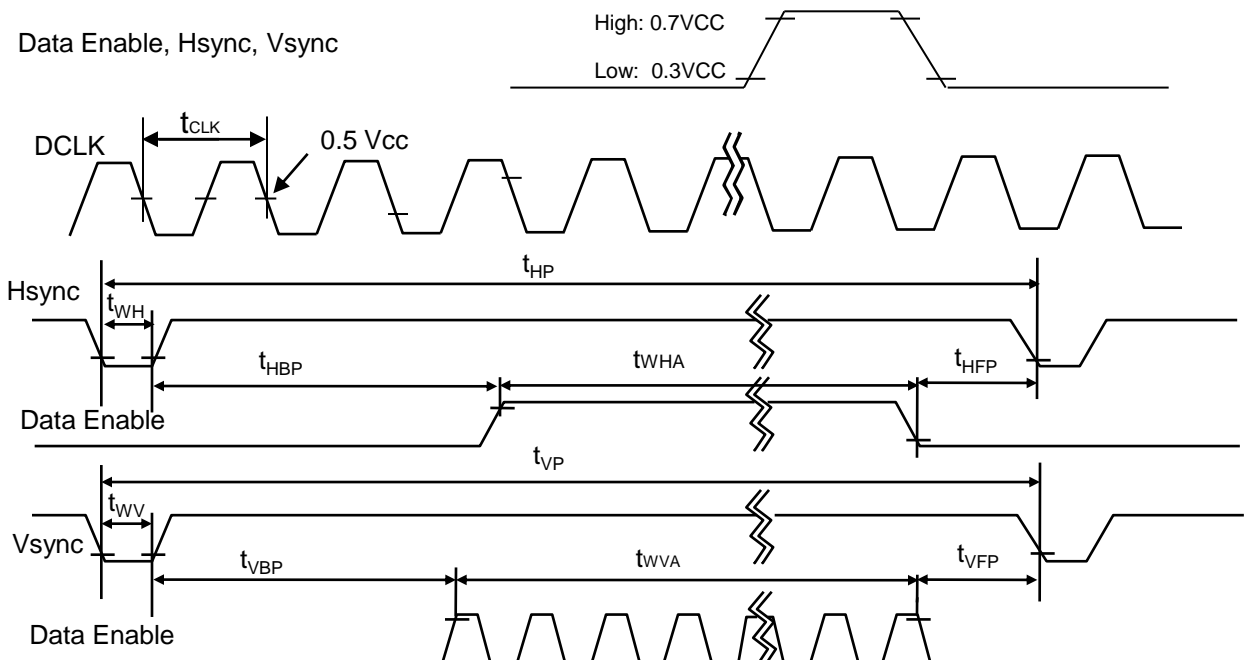 High: 0.7VCC
Data Enable, Hsync, Vsync
Low: 0.3VCC
tCLK
DCLK
0.5 Vcc
tHP
Hsync
tWH
tHBP
tWHA
tHFP
Data Enable
tVP
tWV
Vsync
tVBP
tWVA
tVFP
Data Enable